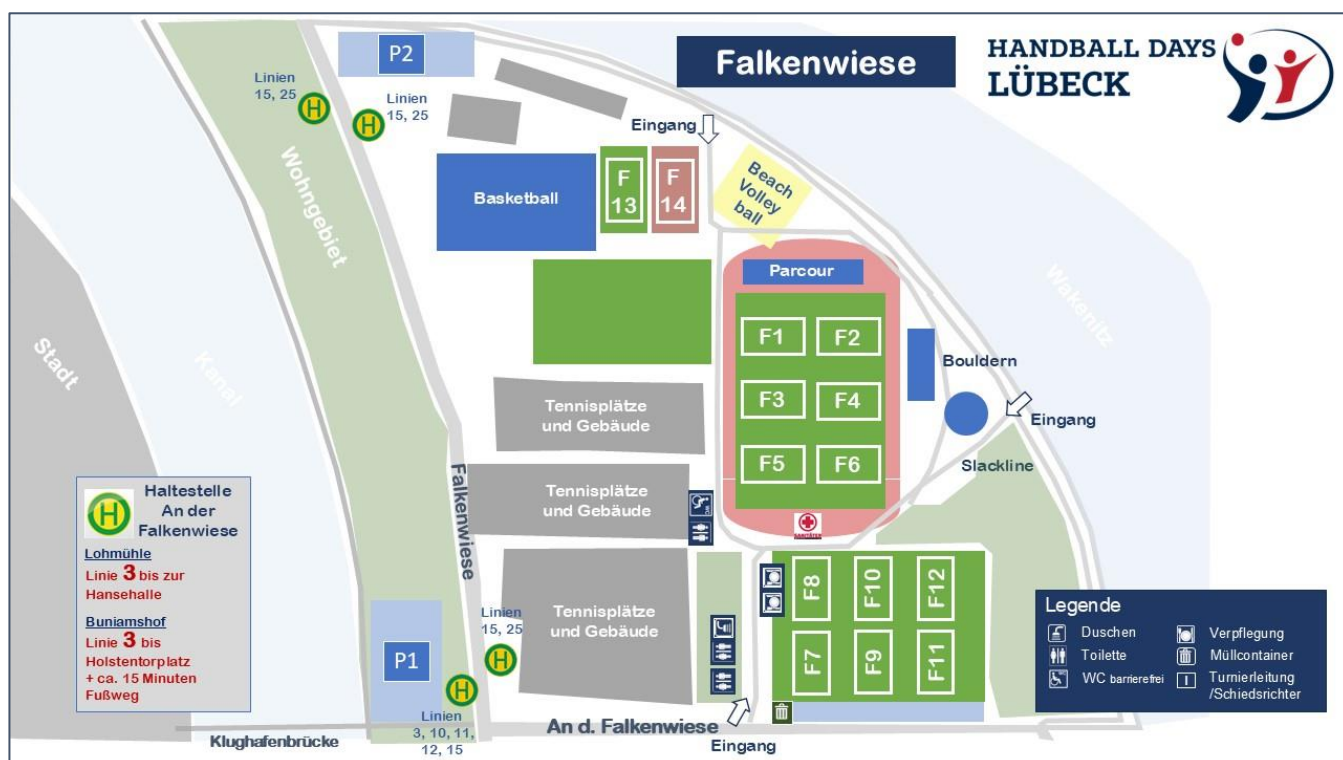 P2
Falkenwiese
HANDBALL DAYS
LÜBECK
Linien
15, 25
H
H
Linien
15, 25
Eingang
Wohngebiet
Basketball
F
13
F
14
Beach
Volley
ball
Parcour
Wakenitz
Stadt
Kanal
F1
F2
Bouldern
F3
F4
Eingang
Tennisplätze
und Gebäude
F5
F6
Slackline
Falkenwiese
Tennisplätze
und Gebäude
WC
SANITÄTER
H
Haltestelle
An der
Falkenwiese
Lohmühle
Linie 3 bis zur
Hansehalle
Buniamshof
Linie 3 bis
Holstentorplatz
+ ca. 15 Minuten
Fußweg
F8
F10
F12
Linien
15, 25
H
Tennisplätze
und Gebäude
P1
H
F7
F9
F11
Legende
Duschen
Toilette
WC barrierefrei
Verpflegung
Müllcontainer
I
Turnierleitung
/Schiedsrichter
Linien
3, 10, 11,
12, 15
Klughafenbrücke
An d. Falkenwiese
Eingang